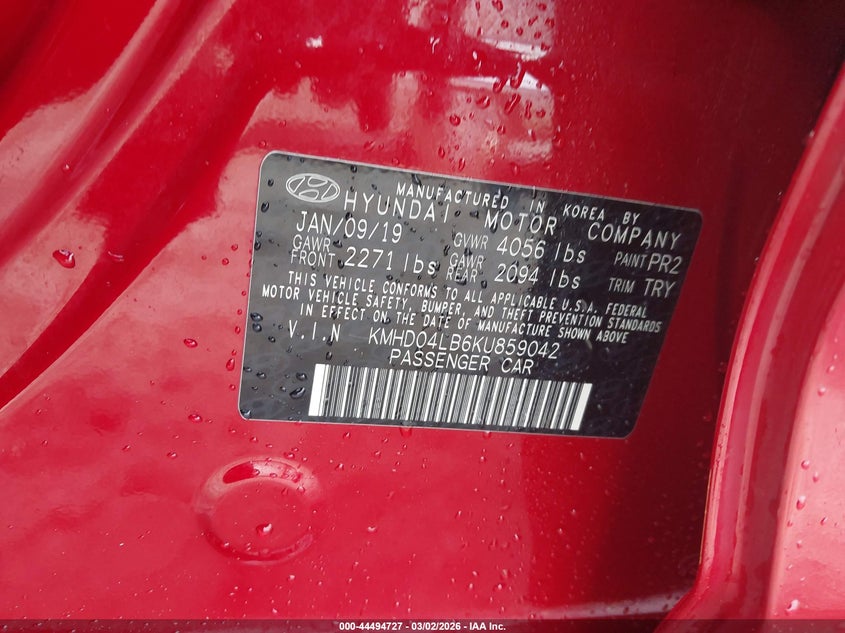 MANUFACTURED IN KOREA BY
HYUNDAI MOTOR COMPANY
JAN/09/19 GVWR 4056 lbs PAINT PR2
GAWR FRONT 2271 lbs GAWR REAR 2094 lbs TRIM TRY
THIS VEHICLE CONFORMS TO ALL APPLICABLE U.S.A. FEDERAL
MOTOR VEHICLE SAFETY, BUMPER, AND THEFT PREVENTION STANDARDS
IN EFFECT ON THE DATE OF MANUFACTURE SHOWN ABOVE.
V.I.N KMHD04LB6KU859042
PASSENGER CAR
000-44494727 | 03/02/2026 - IAA Inc.